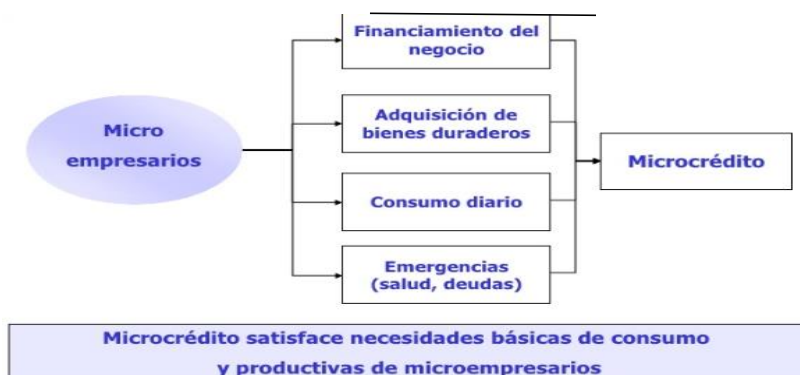 Financiamiento del
negocio
Micro
empresarios
Adquisición de
bienes duraderos
Microcrédito
Consumo diario
Emergencias
(salud, deudas)
Microcrédito satisface necesidades básicas de consumo
y productivas de microempresarios